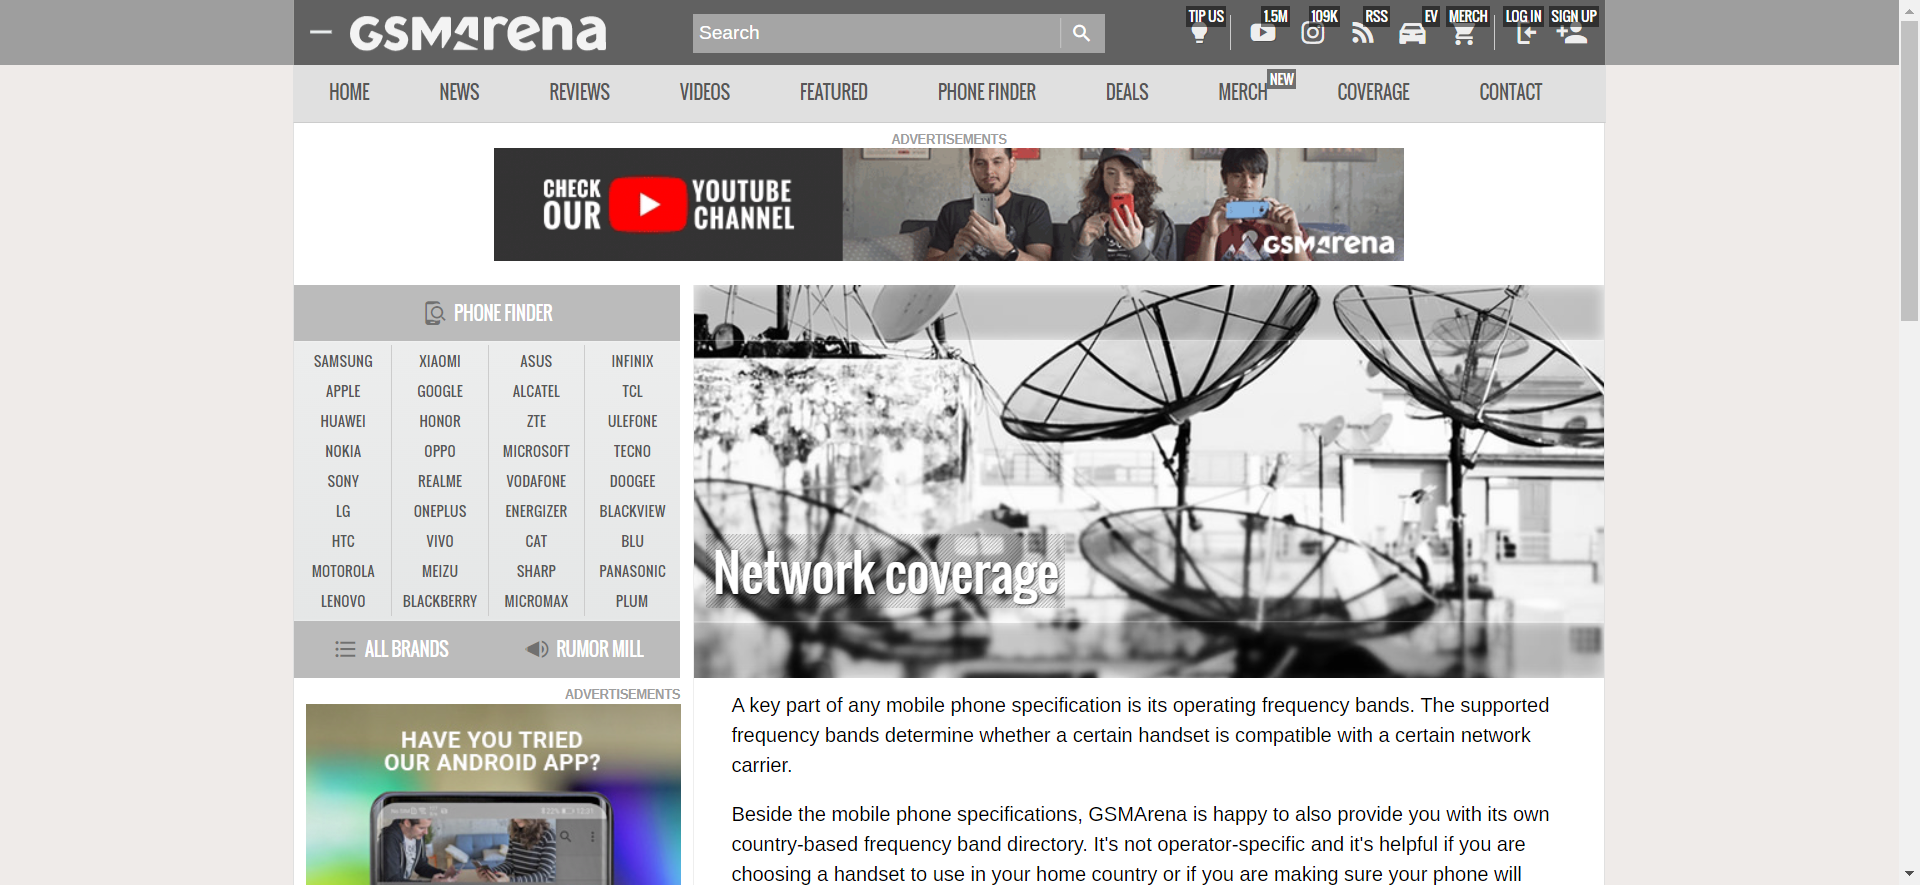 GSMArena
Search
TIP US
1.5M
109K
RSS
EV
MERCH
LOG IN
SIGN UP
HOME
NEWS
REVIEWS
VIDEOS
FEATURED
PHONE FINDER
DEALS
MERCH
NEW
COVERAGE
CONTACT
ADVERTISEMENTS
CHECK
OUR
YOUTUBE
CHANNEL
GSMArena
PHONE FINDER
SAMSUNG XIAOMI ASUS INFINIX
APPLE GOOGLE ALCATEL TCL
HUAWEI HONOR ZTE ULEFONE
NOKIA OPPO MICROSOFT TECNO
SONY REALME VODAFONE DOOGEE
LG ONEPLUS ENERGIZER BLACKVIEW
HTC VIVO CAT BLU
MOTOROLA MEIZU SHARP PANASONIC
LENOVO BLACKBERRY MICROMAX PLUM
ALL BRANDS
RUMOR MILL
ADVERTISEMENTS
HAVE YOU TRIED
OUR ANDROID APP?
Network coverage
A key part of any mobile phone specification is its operating frequency bands. The supported
frequency bands determine whether a certain handset is compatible with a certain network
carrier.
Beside the mobile phone specifications, GSMArena is happy to also provide you with its own
country-based frequency band directory. It's not operator-specific and it's helpful if you are
choosing a handset to use in your home country or if you are making sure your phone will